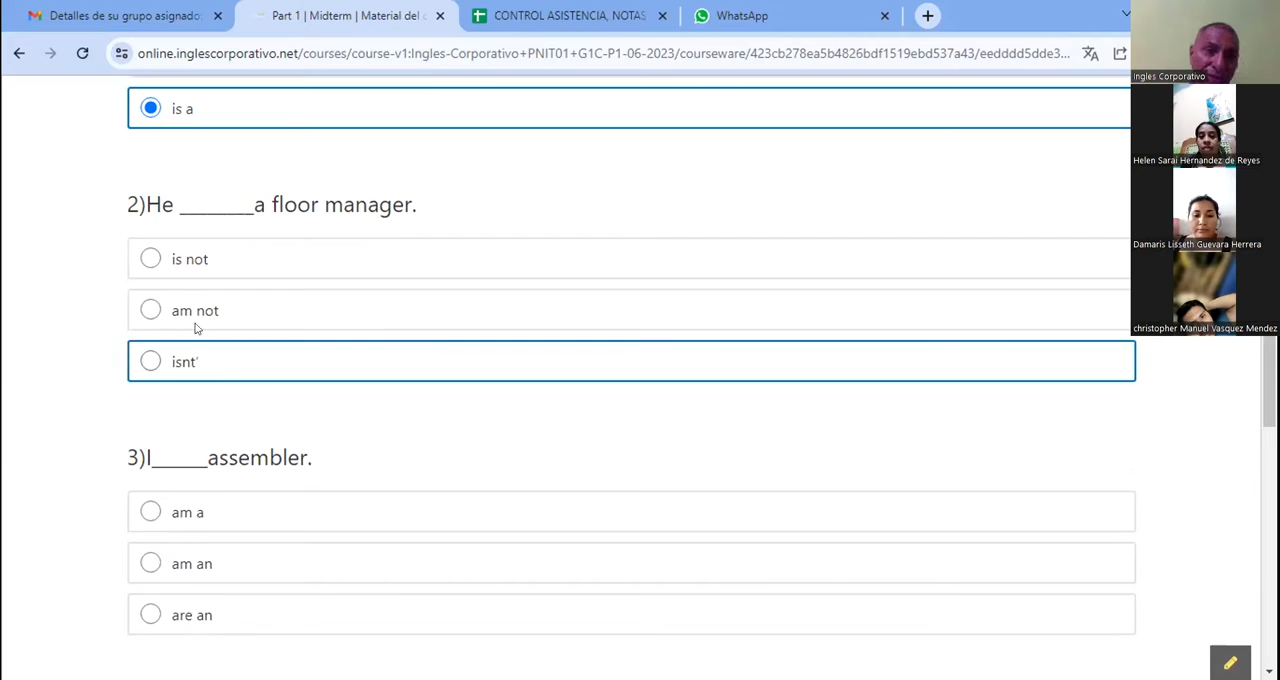 Detalles de su grupo asignado
Part 1 | Midterm | Material del
CONTROL ASISTENCIA, NOTAS
WhatsApp
online.inglescorporativo.net/courses/course-v1:Ingles-Corporativo+PNIT01+G1C-P1-06-2023/courseware/423cb278ea5b4826bdf1519ebd537a43/eedddd5dde3...
Ingles Corporativo
Helen Sarai Hernandez de Reyes
Damaris Lisseth Guevara Herrera
christopher Manuel Vasquez Mendez
is a
2)He ________a floor manager.
is not
am not
isnt'
3)I______assembler.
am a
am an
are an